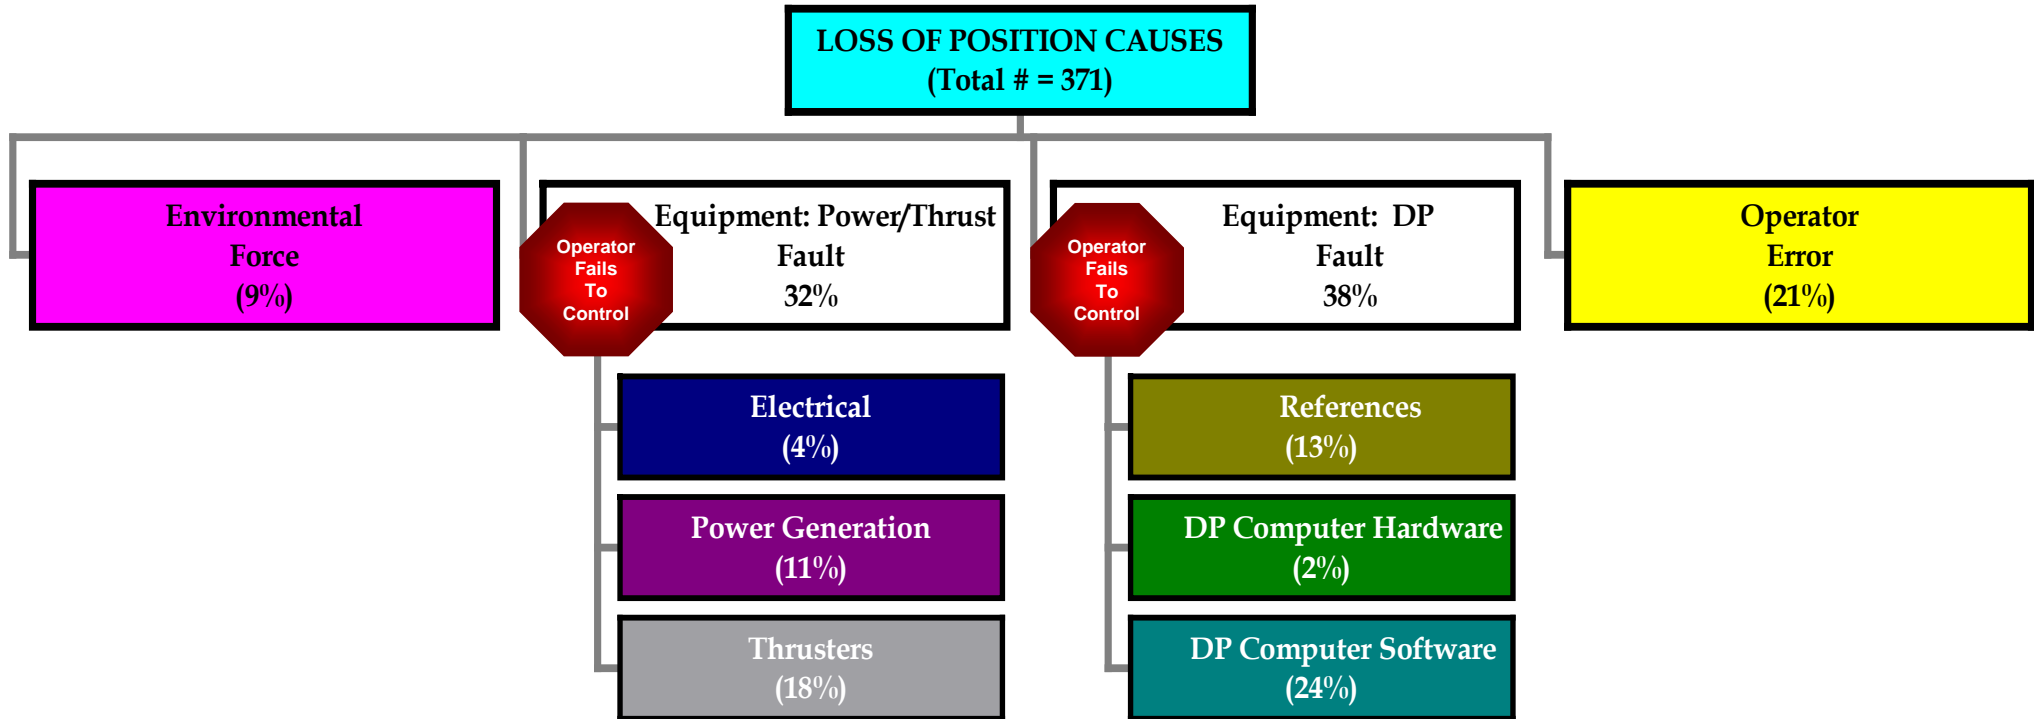 LOSS OF POSITION CAUSES
(Total # = 371)
Environmental
Force
(9%)
Operator
Fails
To
Control
Equipment: Power/Thrust
Fault
32%
Operator
Fails
To
Control
Equipment: DP
Fault
38%
Operator
Error
(21%)
Electrical
(4%)
Power Generation
(11%)
Thrusters
(18%)
References
(13%)
DP Computer Hardware
(2%)
DP Computer Software
(24%)